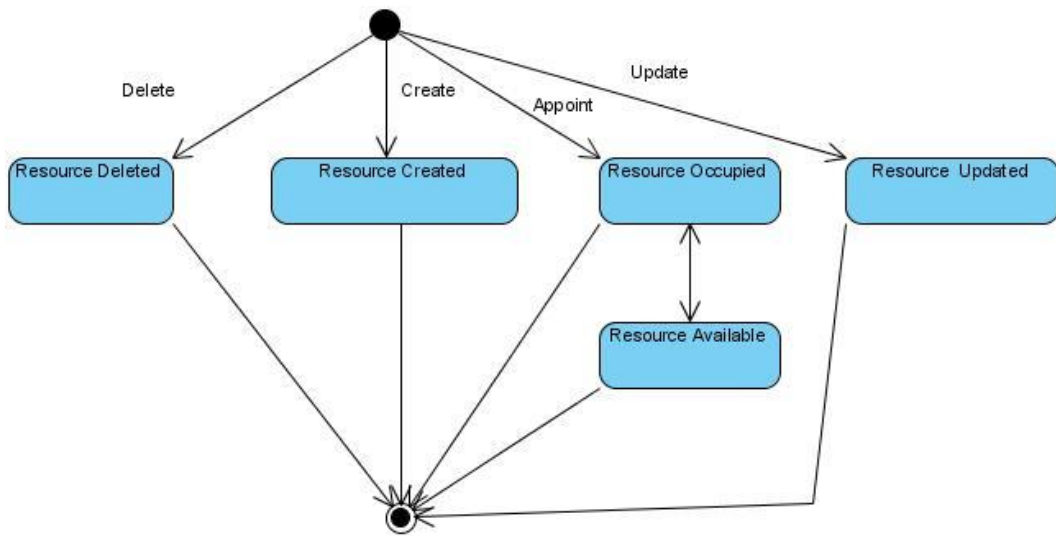 Delete
Create
Appoint
Update
Resource Deleted
Resource Created
Resource Occupied
Resource Updated
Resource Available